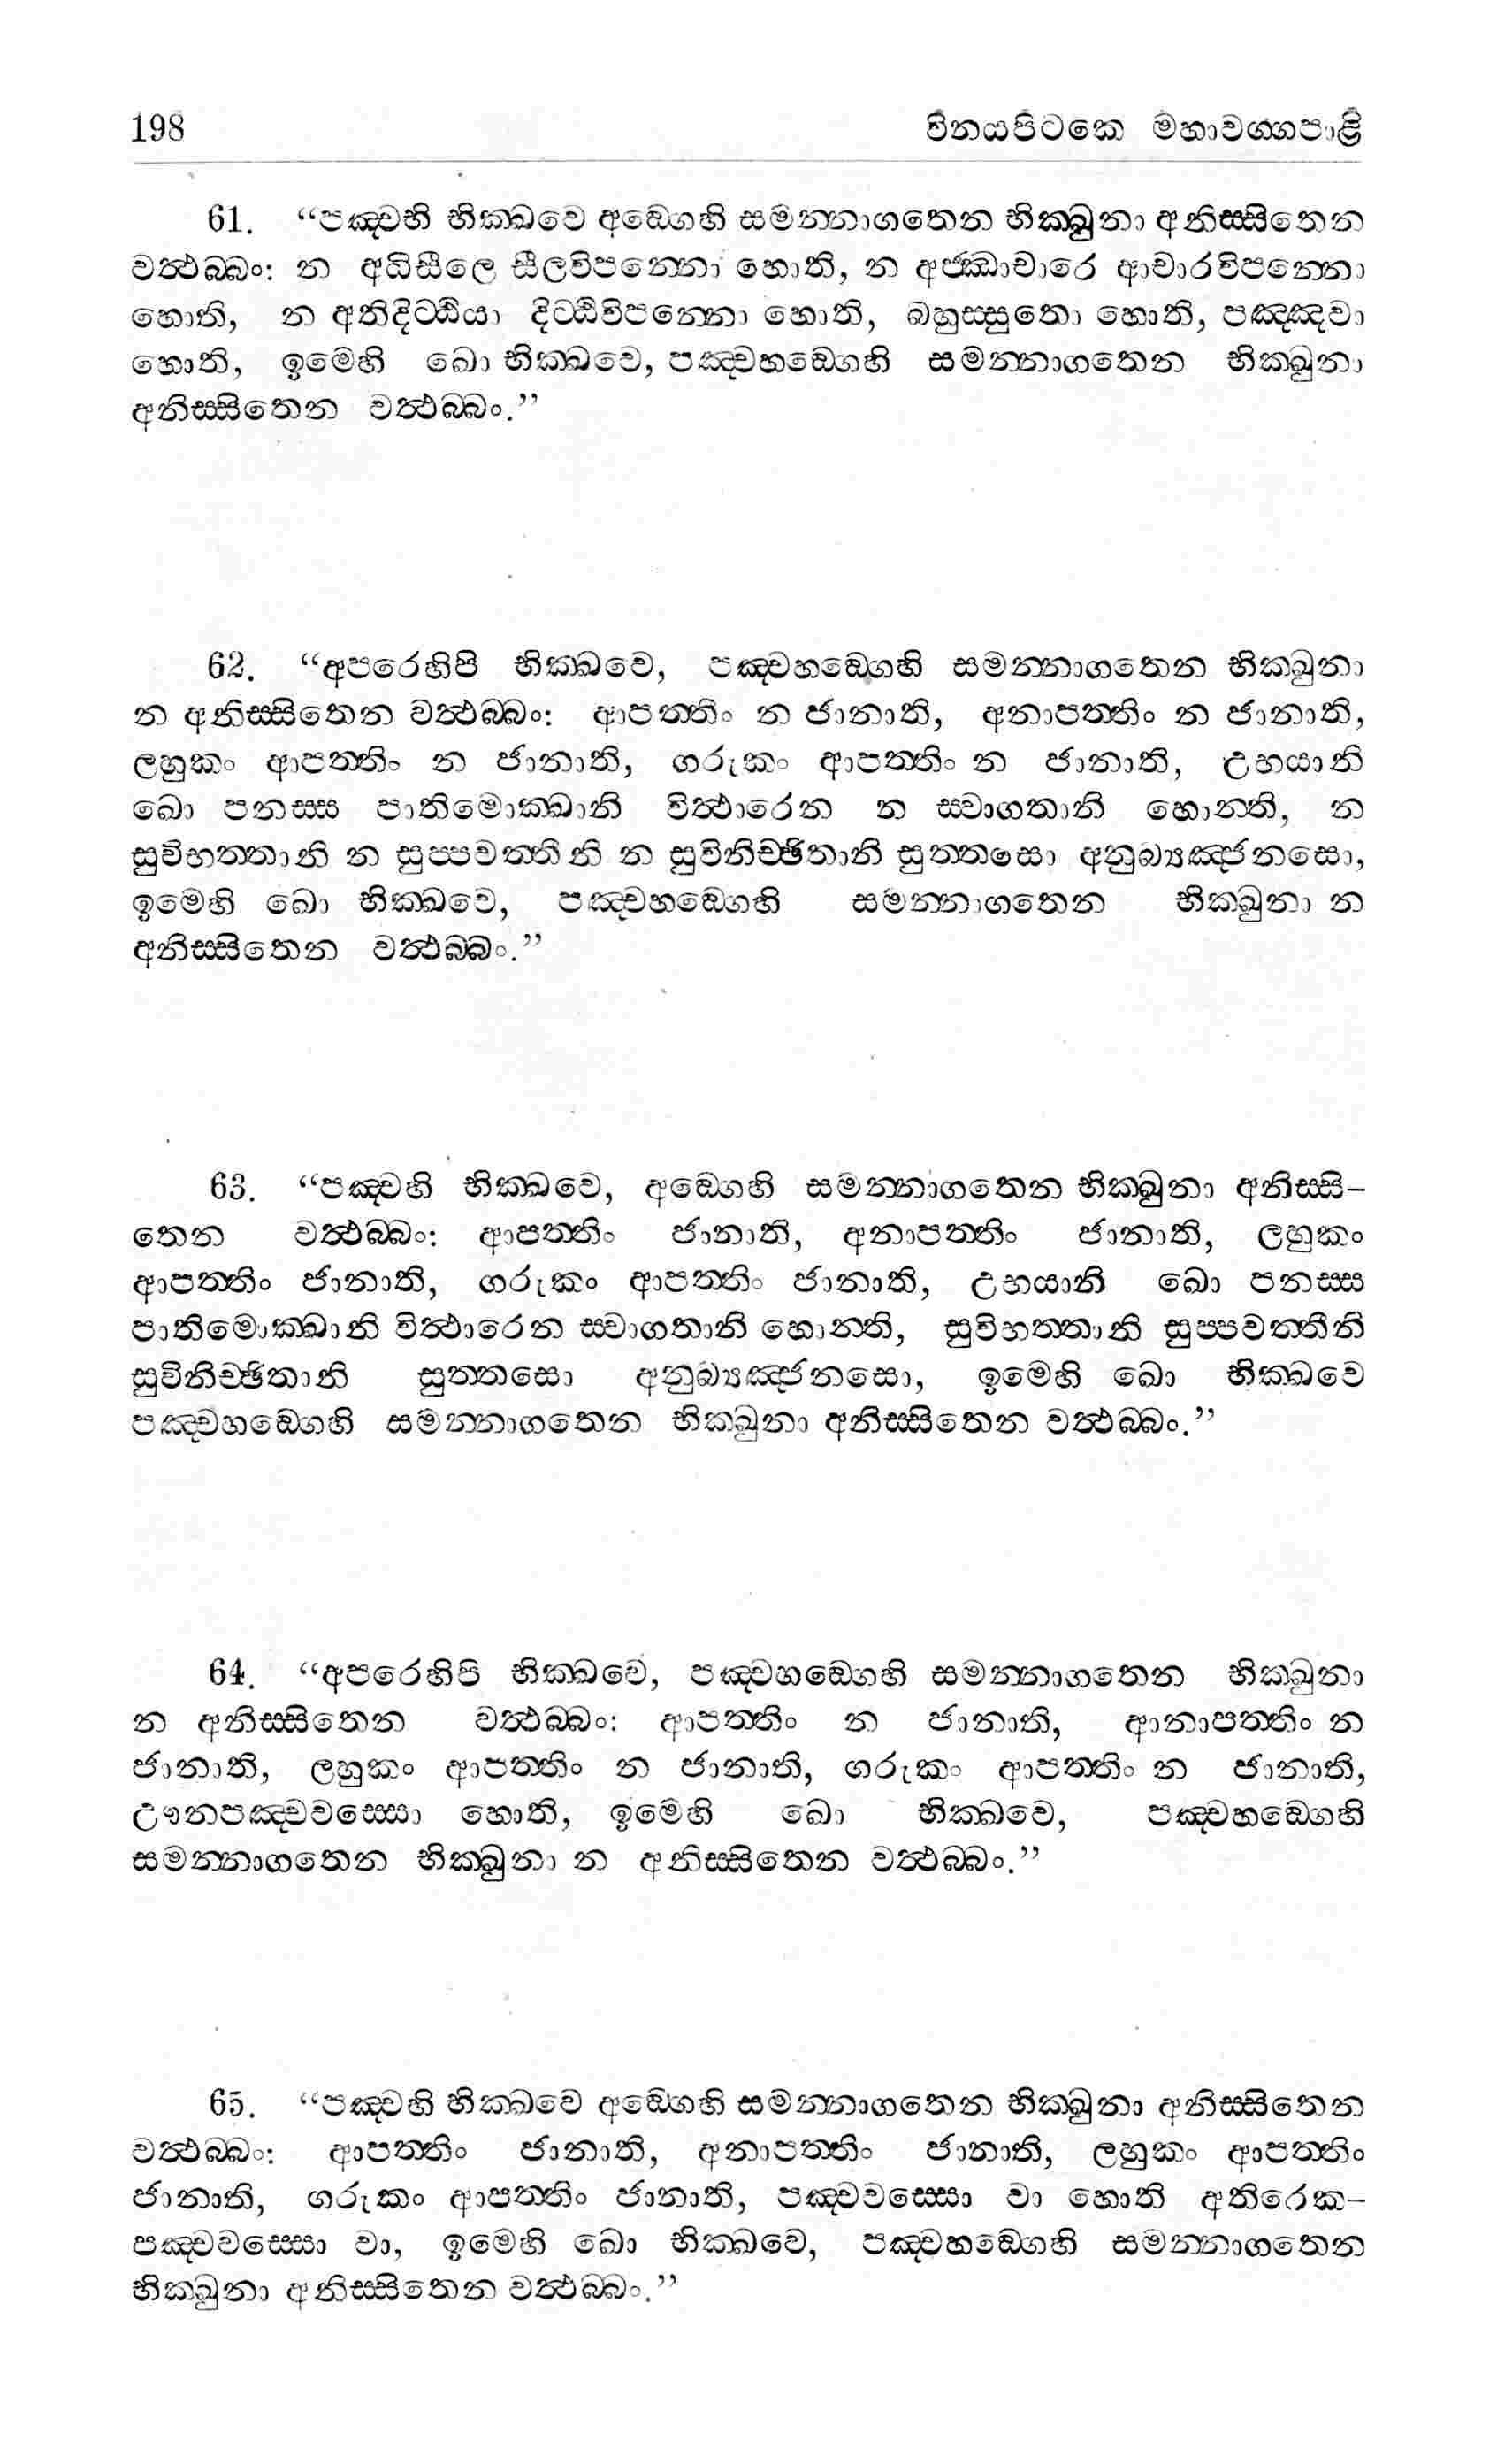 198 විනයපිටකෙ මහාවග්ගපාළි
61. “පඤ්චභි භික්ඛවෙ අඞ්ගෙහි සමන්නාගතෙන භික්ඛුනා අනිස්සිතෙන
වත්ථබ්බං: න අධිසීලෙ සීලවිපන්නො හොති, න අජ්ඣාචාරෙ ආචාරවිපන්නො
හොති, න අතිදිට්ඨියා දිට්ඨිවිපන්නො හොති, බහුස්සුතො හොති, පඤ්ඤවා
හොති, ඉමෙහි ඛො භික්ඛවෙ, පඤ්චහඞ්ගෙහි සමන්නාගතෙන භික්ඛුනා
අනිස්සිතෙන වත්ථබ්බං.”
62. “අපරෙහිපි භික්ඛවෙ, පඤ්චහඞ්ගෙහි සමන්නාගතෙන භික්ඛුනා
න අනිස්සිතෙන වත්ථබ්බං: ආපත්තිං න ජානාති, අනාපත්තිං න ජානාති,
ලහුකං ආපත්තිං න ජානාති, ගරුකං ආපත්තිං න ජානාති, උභයානි
ඛො පනස්ස පාතිමොක්ඛානි විත්ථාරෙන න ස්වාගතානි හොන්ති, න
සුවිභත්තානි න සුප්පවත්තීනි න සුවිනිච්ඡිතානි සුත්තසො අනුබ්‍යඤ්ජනසො,
ඉමෙහි ඛො භික්ඛවෙ, පඤ්චහඞ්ගෙහි සමන්නාගතෙන භික්ඛුනා න
අනිස්සිතෙන වත්ථබ්බං.”
63. “පඤ්චහි භික්ඛවෙ, අඞ්ගෙහි සමන්නාගතෙන භික්ඛුනා අනිස්සි-
තෙන වත්ථබ්බං: ආපත්තිං ජානාති, අනාපත්තිං ජානාති, ලහුකං
ආපත්තිං ජානාති, ගරුකං ආපත්තිං ජානාති, උභයානි ඛො පනස්ස
පාතිමොක්ඛානි විත්ථාරෙන ස්වාගතානි හොන්ති, සුවිහත්තානි සුප්පවත්තීනි
සුවිනිච්ඡිතානි සුත්තසො අනුබ්‍යඤ්ජනසො, ඉමෙහි ඛො භික්ඛවෙ
පඤ්චහඞ්ගෙහි සමන්නාගතෙන භික්ඛුනා අනිස්සිතෙන වත්ථබ්බං.”
64. “අපරෙහිපි භික්ඛවෙ, පඤ්චහඞ්ගෙහි සමන්නාගතෙන භික්ඛුනා
න අනිස්සිතෙන වත්ථබ්බං: ආපත්තිං න ජානාති, ආනාපත්තිං න
ජානාති, ලහුකං ආපත්තිං න ජානාති, ගරුකං ආපත්තිං න ජානාති,
ඌනපඤ්චවස්සො හොති, ඉමෙහි ඛො භික්ඛවෙ, පඤ්චහඞ්ගෙහි
සමන්නාගතෙන භික්ඛුනා න අනිස්සිතෙන වත්ථබ්බං.”
65. “පඤ්චහි භික්ඛවෙ අඞ්ගෙහි සමන්නාගතෙන භික්ඛුනා අනිස්සිතෙන
වත්ථබ්බං: ආපත්තිං ජානාති, අනාපත්තිං ජානාති, ලහුකං ආපත්තිං
ජානාති, ගරුකං ආපත්තිං ජානාති, පඤ්චවස්සො වා හොති අතිරෙක-
පඤ්චවස්සො වා, ඉමෙහි ඛො භික්ඛවෙ, පඤ්චහඞ්ගෙහි සමන්නාගතෙන
භික්ඛුනා අනිස්සිතෙන වත්ථබ්බං.”